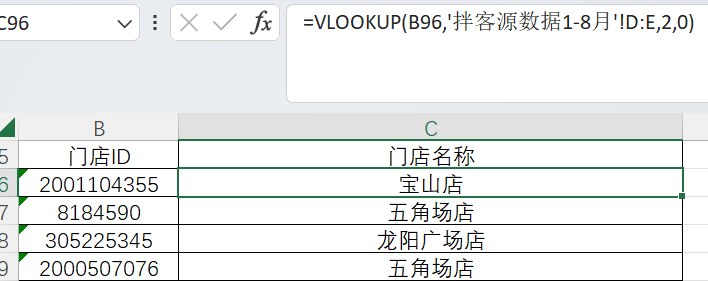 C96 fx =VLOOKUP(B96,'拌客源数据1-8月'!D:E,2,0)
B C
5 门店ID 门店名称
6 2001104355 宝山店
7 8184590 五角场店
8 305225345 龙阳广场店
9 2000507076 五角场店